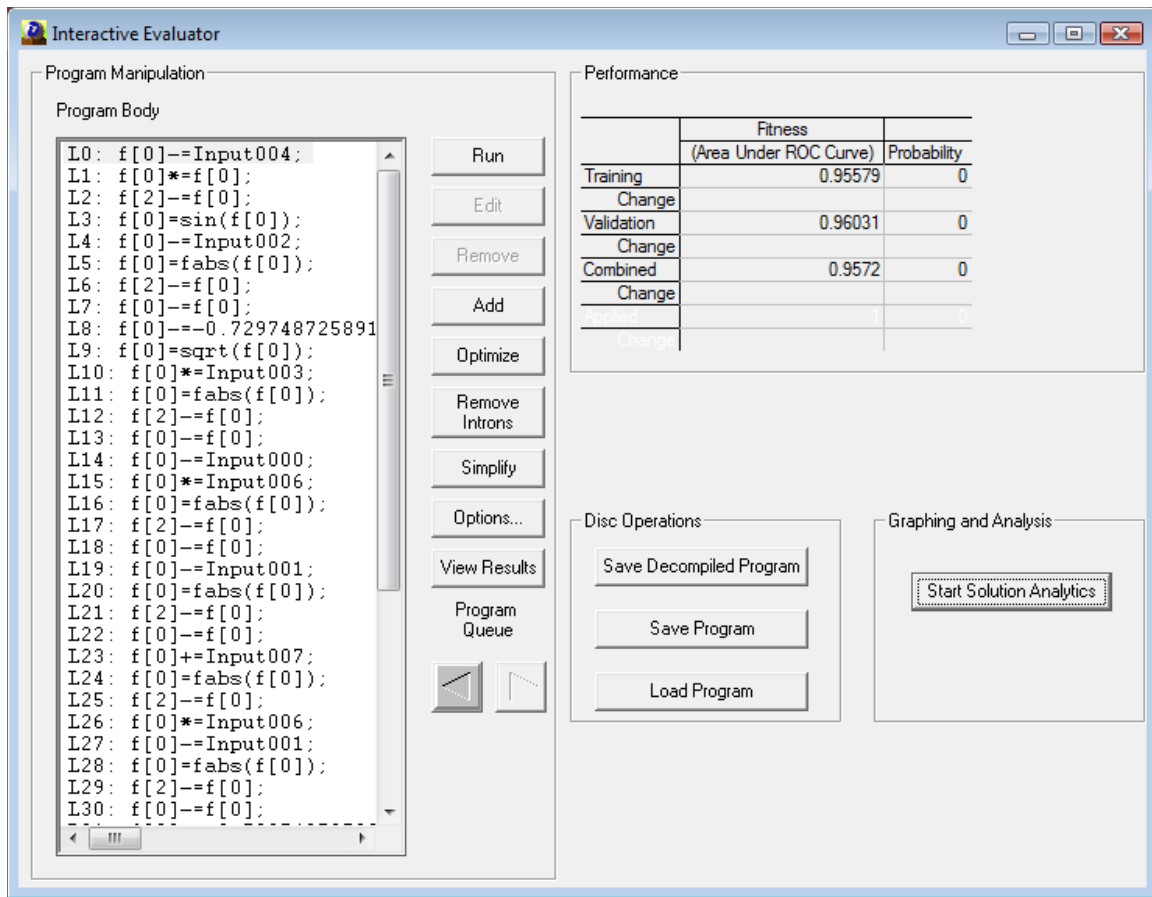 Interactive Evaluator
Program Manipulation
Program Body
L0: f[0]-=Input004;
L1: f[0]*=f[0];
L2: f[2]-=f[0];
L3: f[0]=sin(f[0]);
L4: f[0]-=Input002;
L5: f[0]=fabs(f[0]);
L6: f[2]-=f[0];
L7: f[0]-=f[0];
L8: f[0]-=-0.729748725891
L9: f[0]=sqrt(f[0]);
L10: f[0]*=Input003;
L11: f[0]=fabs(f[0]);
L12: f[2]-=f[0];
L13: f[0]-=f[0];
L14: f[0]-=Input000;
L15: f[0]*=Input006;
L16: f[0]=fabs(f[0]);
L17: f[2]-=f[0];
L18: f[0]-=f[0];
L19: f[0]-=Input001;
L20: f[0]=fabs(f[0]);
L21: f[2]-=f[0];
L22: f[0]-=f[0];
L23: f[0]+=Input007;
L24: f[0]=fabs(f[0]);
L25: f[2]-=f[0];
L26: f[0]*=Input006;
L27: f[0]-=Input001;
L28: f[0]=fabs(f[0]);
L29: f[2]-=f[0];
L30: f[0]-=f[0];
Run
Edit
Remove
Add
Optimize
Remove
Introns
Simplify
Options...
View Results
Program
Queue
Performance
Fitness
(Area Under ROC Curve) Probability
Training 0.95579 0
Change
Validation 0.96031 0
Change
Combined 0.9572 0
Change
Applied 1 0
Change
Disc Operations
Save Decompiled Program
Save Program
Load Program
Graphing and Analysis
Start Solution Analytics